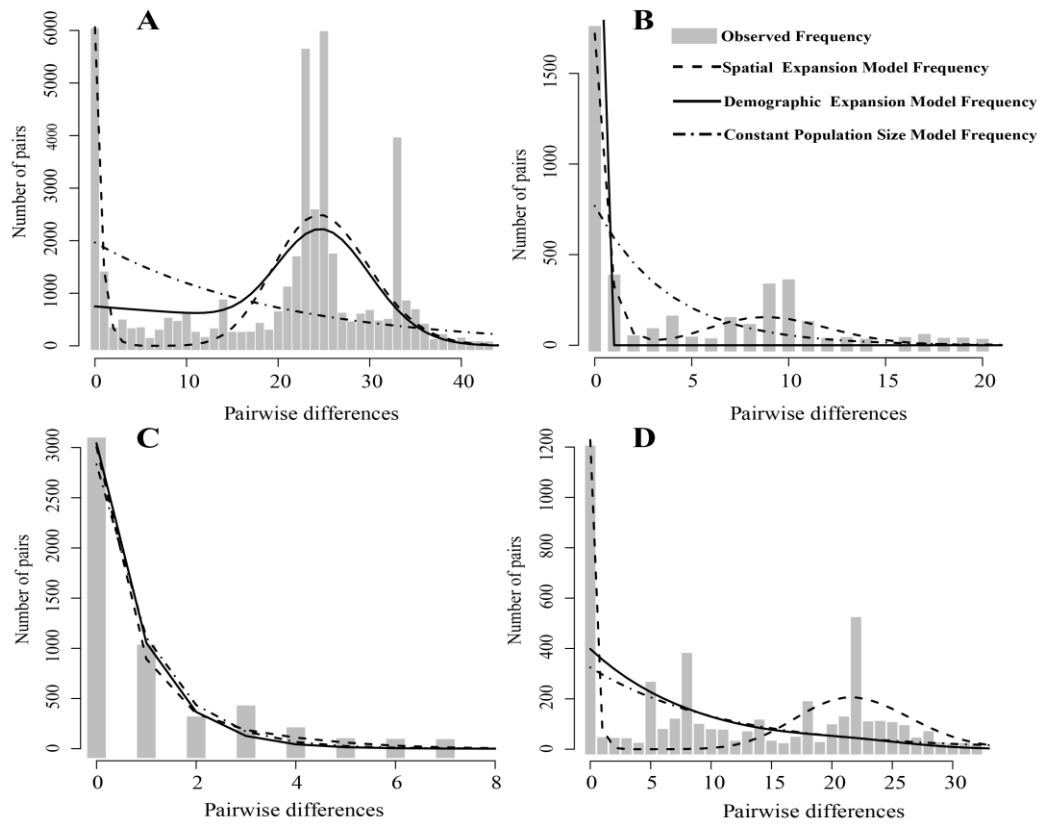 A
Number of pairs
6000
5000
4000
3000
2000
1000
0
0 10 20 30 40
Pairwise differences
B
Number of pairs
1500
1000
500
0
0 5 10 15 20
Pairwise differences
Observed Frequency
Spatial Expansion Model Frequency
Demographic Expansion Model Frequency
Constant Population Size Model Frequency
C
Number of pairs
3000
2500
2000
1500
1000
500
0
0 2 4 6 8
Pairwise differences
D
Number of pairs
1200
1000
800
600
400
200
0
0 5 10 15 20 25 30
Pairwise differences